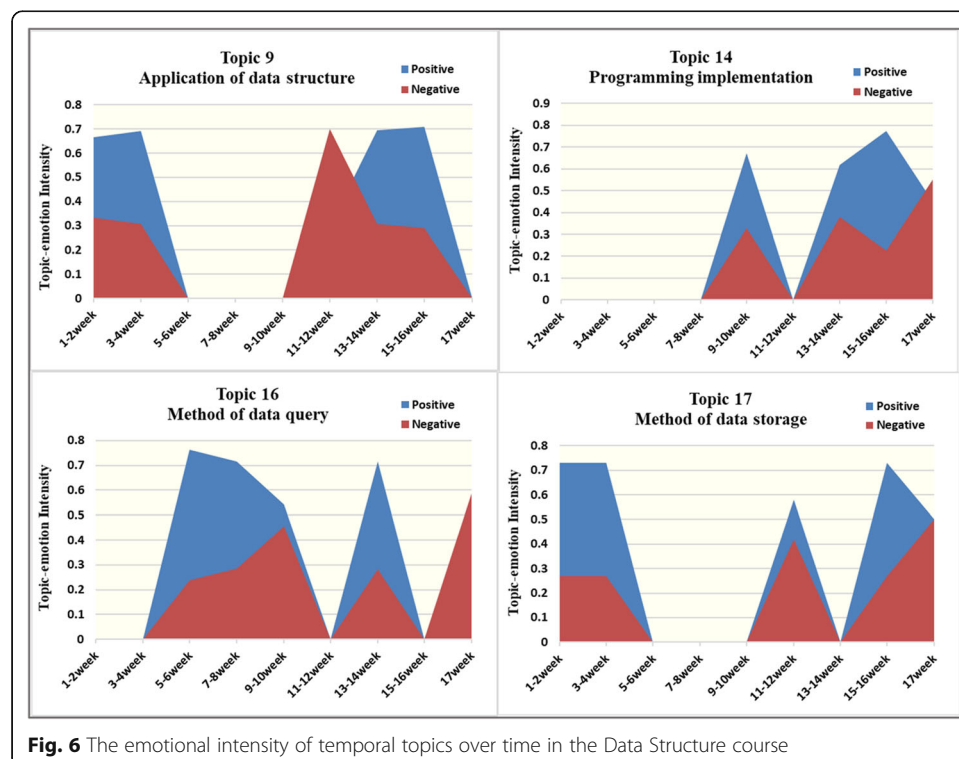 Topic 9
Application of data structure
Positive
Negative
Topic-emotion Intensity
0.8
0.7
0.6
0.5
0.4
0.3
0.2
0.1
0
1-2week
3-4week
5-6week
7-8week
9-10week
11-12week
13-14week
15-16week
17week
Topic 14
Programming implementation
Positive
Negative
Topic-emotion Intensity
0.9
0.8
0.7
0.6
0.5
0.4
0.3
0.2
0.1
0
1-2week
3-4week
5-6week
7-8week
9-10week
11-12week
13-14week
15-16week
17week
Topic 16
Method of data query
Positive
Negative
Topic-emotion Intensity
0.8
0.7
0.6
0.5
0.4
0.3
0.2
0.1
0
1-2week
3-4week
5-6week
7-8week
9-10week
11-12week
13-14week
15-16week
17week
Topic 17
Method of data storage
Positive
Negative
Topic-emotion Intensity
0.8
0.7
0.6
0.5
0.4
0.3
0.2
0.1
0
1-2week
3-4week
5-6week
7-8week
9-10week
11-12week
13-14week
15-16week
17week
Fig. 6 The emotional intensity of temporal topics over time in the Data Structure course